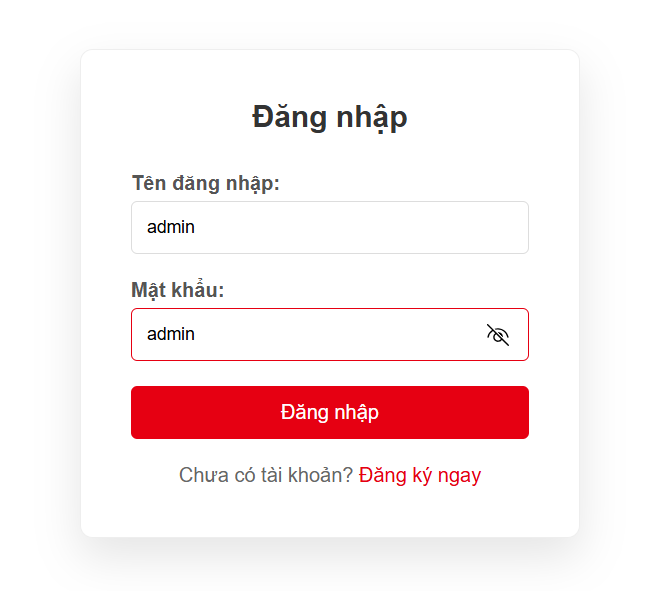 Đăng nhập
Tên đăng nhập:
admin
Mật khẩu:
admin
Đăng nhập
Chưa có tài khoản? Đăng ký ngay